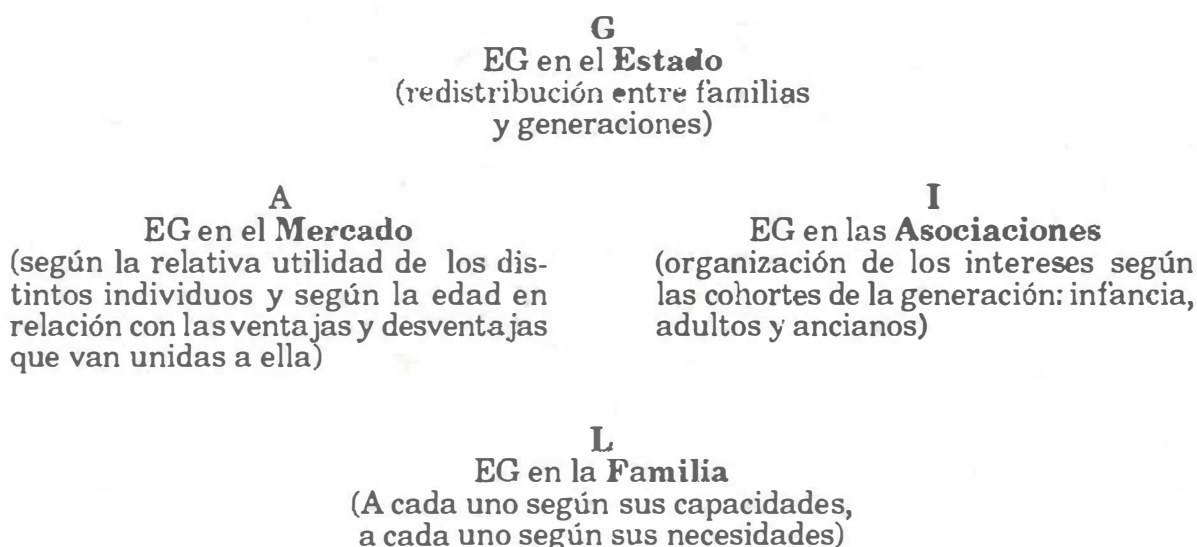 G
EG en el Estado
(redistribución entre familias
y generaciones)
A
EG en el Mercado
(según la relativa utilidad de los dis-
tintos individuos y según la edad en
relación con las ventajas y desventajas
que van unidas a ella)
I
EG en las Asociaciones
(organización de los intereses según
las cohortes de la generación: infancia,
adultos y ancianos)
L
EG en la Familia
(A cada uno según sus capacidades,
a cada uno según sus necesidades)